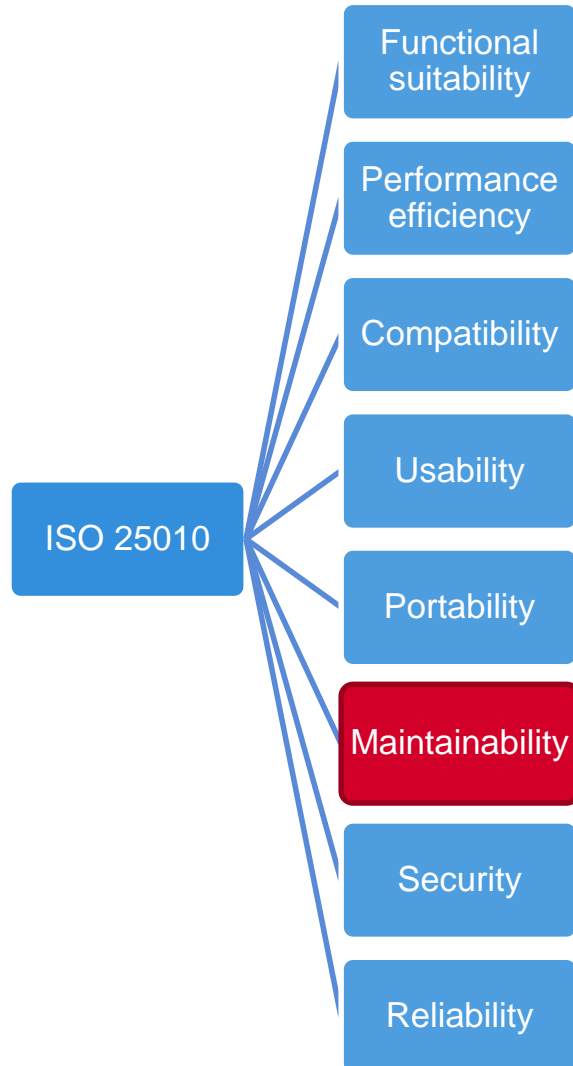 Functional
suitability
Performance
efficiency
Compatibility
Usability
ISO 25010
Portability
Maintainability
Security
Reliability